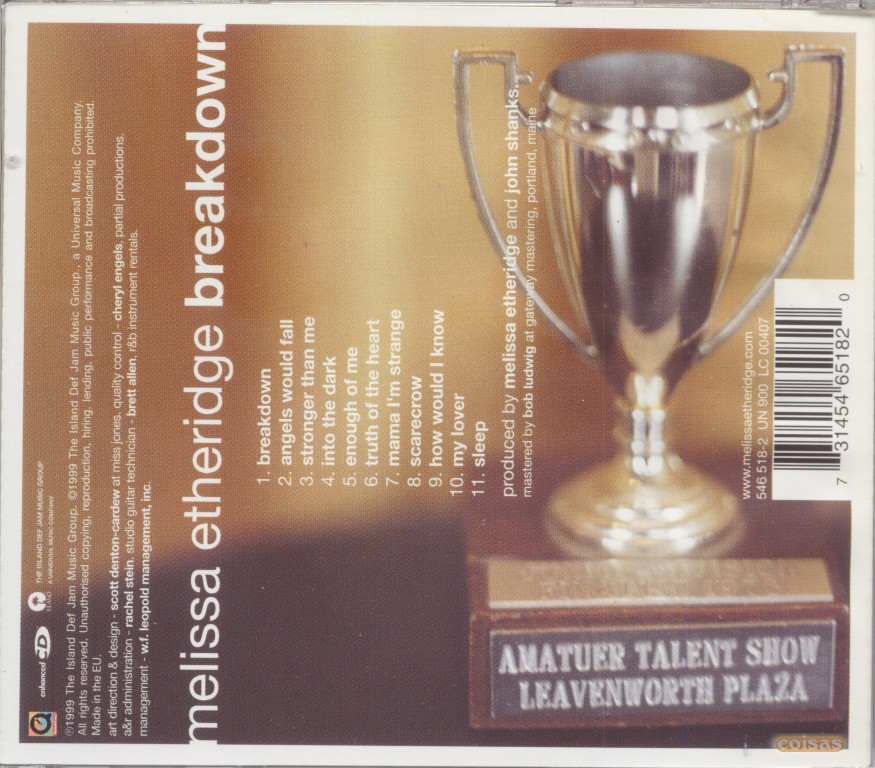 melissa etheridge breakdown
1. breakdown
2. angels would fall
3. stronger than me
4. into the dark
5. enough of me
6. truth of the heart
7. mama I'm strange
8. scarecrow
9. how would I know
10. my lover
11. sleep
produced by melissa etheridge and john shanks.
mastered by bob ludwig at gateway mastering, portland, maine
enhanced CD
ISLAND
THE ISLAND DEF JAM MUSIC GROUP
A UNIVERSAL MUSIC COMPANY
℗1999 The Island Def Jam Music Group. ©1999 The Island Def Jam Music Group., a Universal Music Company.
All rights reserved. Unauthorised copying, reproduction, hiring, lending, public performance and broadcasting prohibited.
Made in the EU.
art direction & design - scott denton-cardew at miss jones. quality control - cheryl engels, partial productions.
a&r administration - rachel stein. studio guitar technician - brett allen, r&b instrument rentals.
management - w.f. leopold management, inc.
www.melissaetheridge.com
546 518-2 UN 900 LC 00407
7 31454 65182 0
AMATUER TALENT SHOW
LEAVENWORTH PLAZA
coisas